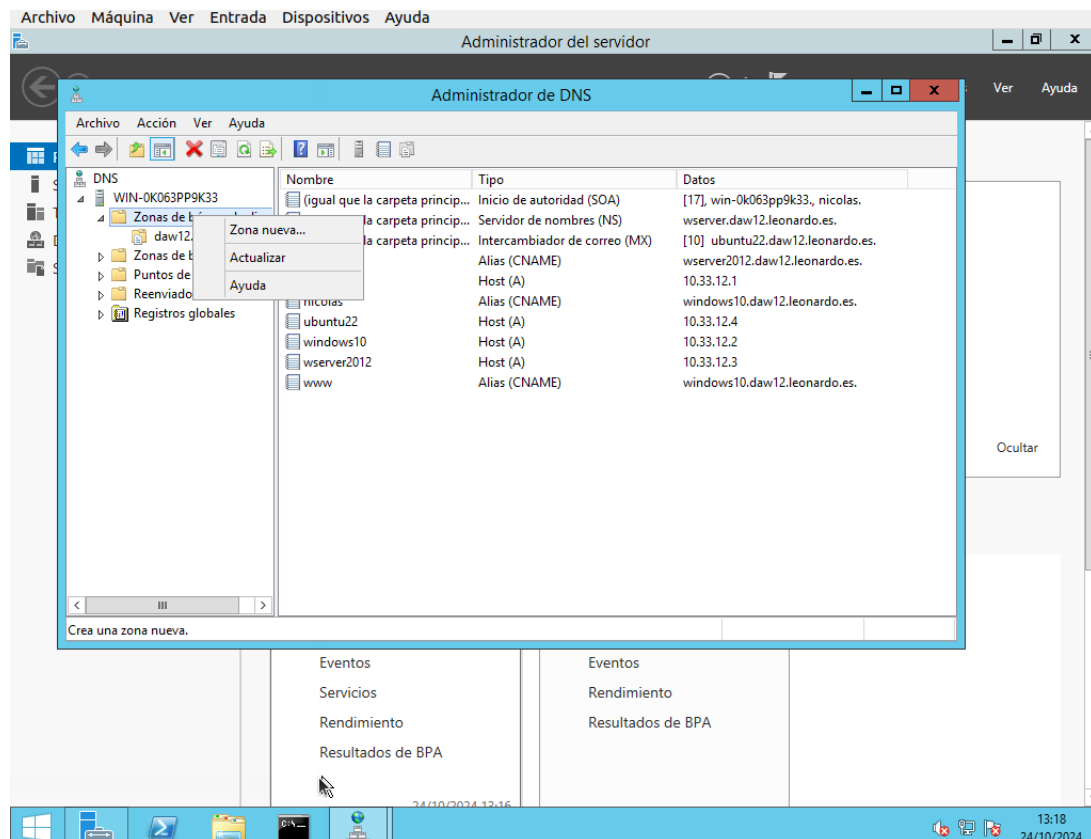 Archivo Máquina Ver Entrada Dispositivos Ayuda
Administrador del servidor
Ver Ayuda
Administrador de DNS
Archivo Acción Ver Ayuda
DNS
WIN-0K063PP9K33
Zonas de
daw12.
Zonas de
Puntos de
Reenviado
Registros globales
Zona nueva...
Actualizar
Ayuda
Nombre Tipo Datos
(igual que la carpeta princip... Inicio de autoridad (SOA) [17], win-0k063pp9k33., nicolas.
la carpeta princip... Servidor de nombres (NS) wserver.daw12.leonardo.es.
la carpeta princip... Intercambiador de correo (MX) [10] ubuntu22.daw12.leonardo.es.
Alias (CNAME) wserver2012.daw12.leonardo.es.
Host (A) 10.33.12.1
nicolas Alias (CNAME) windows10.daw12.leonardo.es.
ubuntu22 Host (A) 10.33.12.4
windows10 Host (A) 10.33.12.2
wserver2012 Host (A) 10.33.12.3
www Alias (CNAME) windows10.daw12.leonardo.es.
Crea una zona nueva.
Ocultar
Eventos
Servicios
Rendimiento
Resultados de BPA
24/10/2024 13:16
Eventos
Rendimiento
Resultados de BPA
13:18
24/10/2024